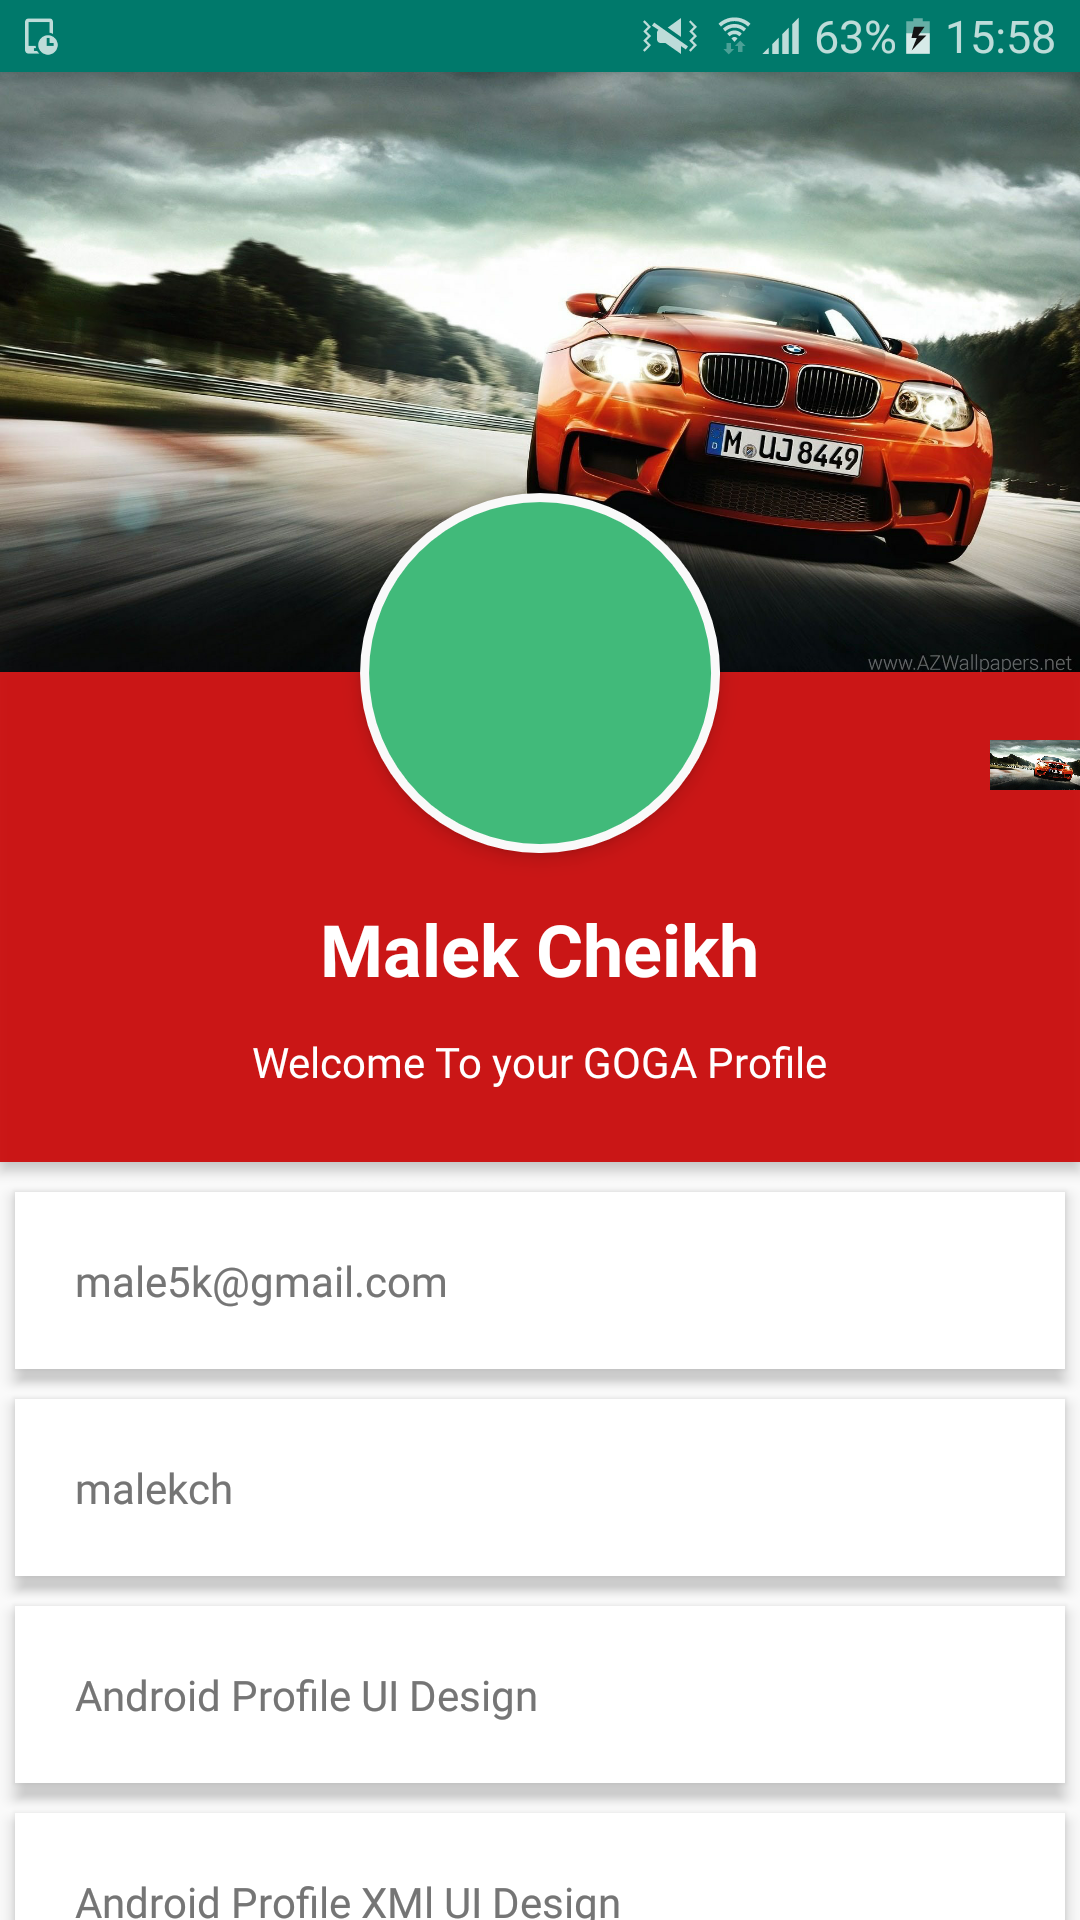 63% 15:58
M UJ 8449
www.AZWallpapers.net
Malek Cheikh
Welcome To your GOGA Profile
male5k@gmail.com
malekch
Android Profile UI Design
Android Profile XMl UI Design